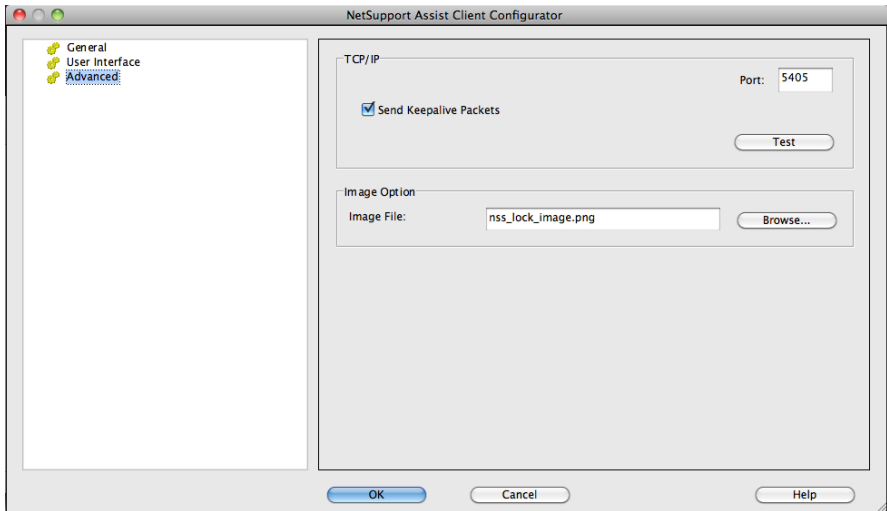 NetSupport Assist Client Configurator
General
User Interface
Advanced
TCP/IP
Port: 5405
Send Keepalive Packets
Test
Image Option
Image File: nss_lock_image.png Browse...
OK Cancel Help